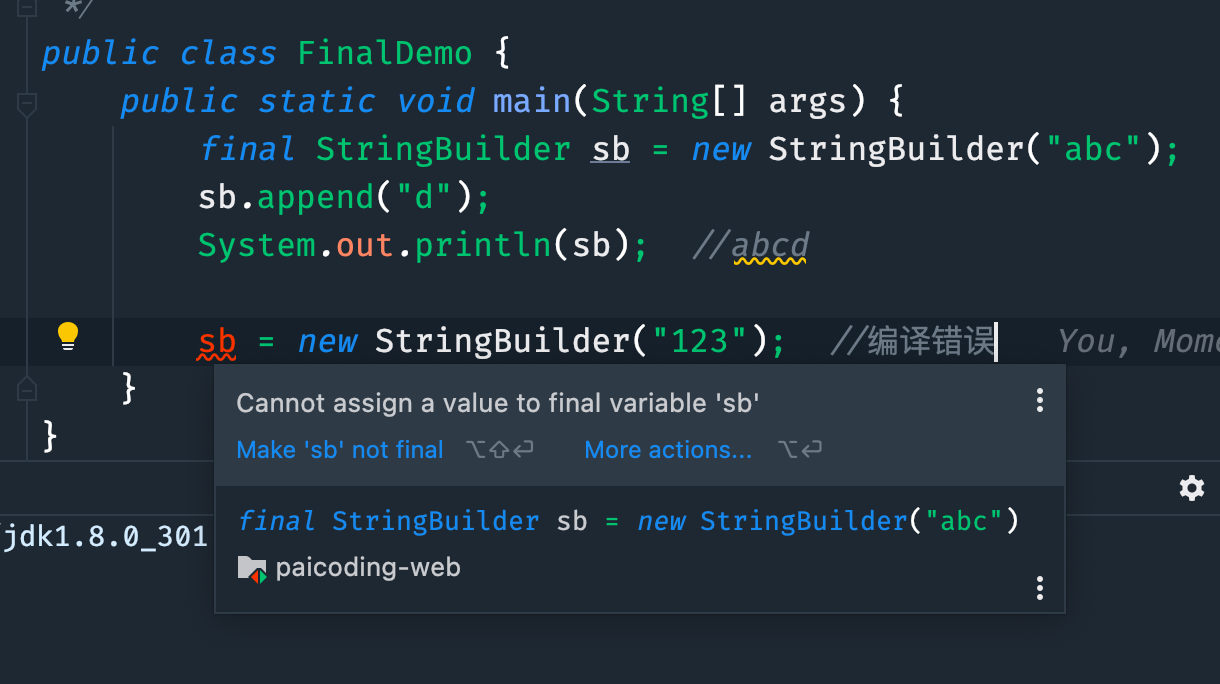 */
public class FinalDemo {
public static void main(String[] args) {
final StringBuilder sb = new StringBuilder("abc");
sb.append("d");
System.out.println(sb);  //abcd
sb = new StringBuilder("123");  //编译错误 You, Mome
}
}
Cannot assign a value to final variable 'sb'
Make 'sb' not final ⌥⇧⏎ More actions... ⌥⏎
final StringBuilder sb = new StringBuilder("abc")
paicoding-web
/jdk1.8.0_301